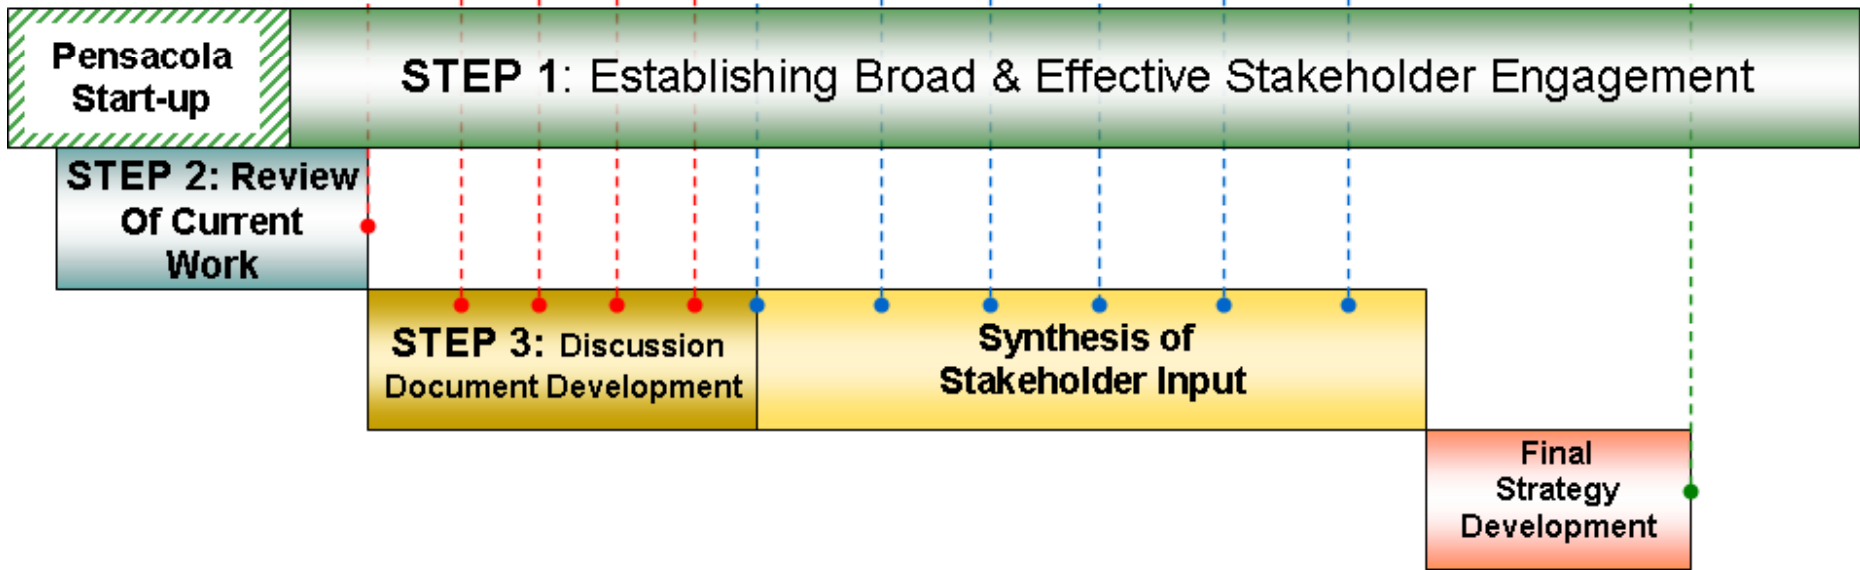 Pensacola
Start-up
STEP 1: Establishing Broad & Effective Stakeholder Engagement
STEP 2: Review
Of Current
Work
STEP 3: Discussion
Document Development
Synthesis of
Stakeholder Input
Final
Strategy
Development